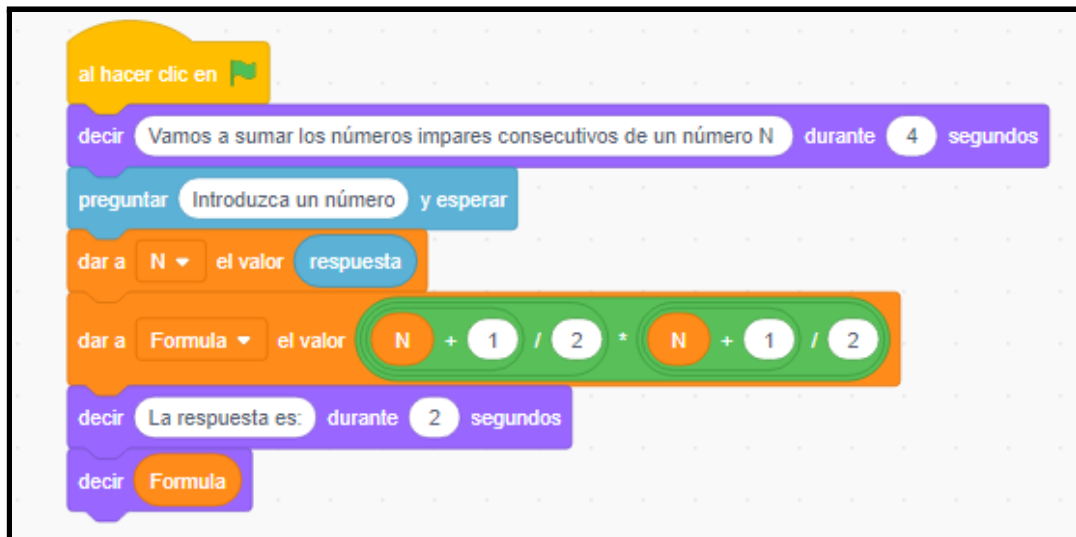 al hacer clic en
decir Vamos a sumar los números impares consecutivos de un número N durante 4 segundos
preguntar Introduzca un número y esperar
dar a N el valor respuesta
dar a Formula el valor N + 1 / 2 * N + 1 / 2
decir La respuesta es: durante 2 segundos
decir Formula